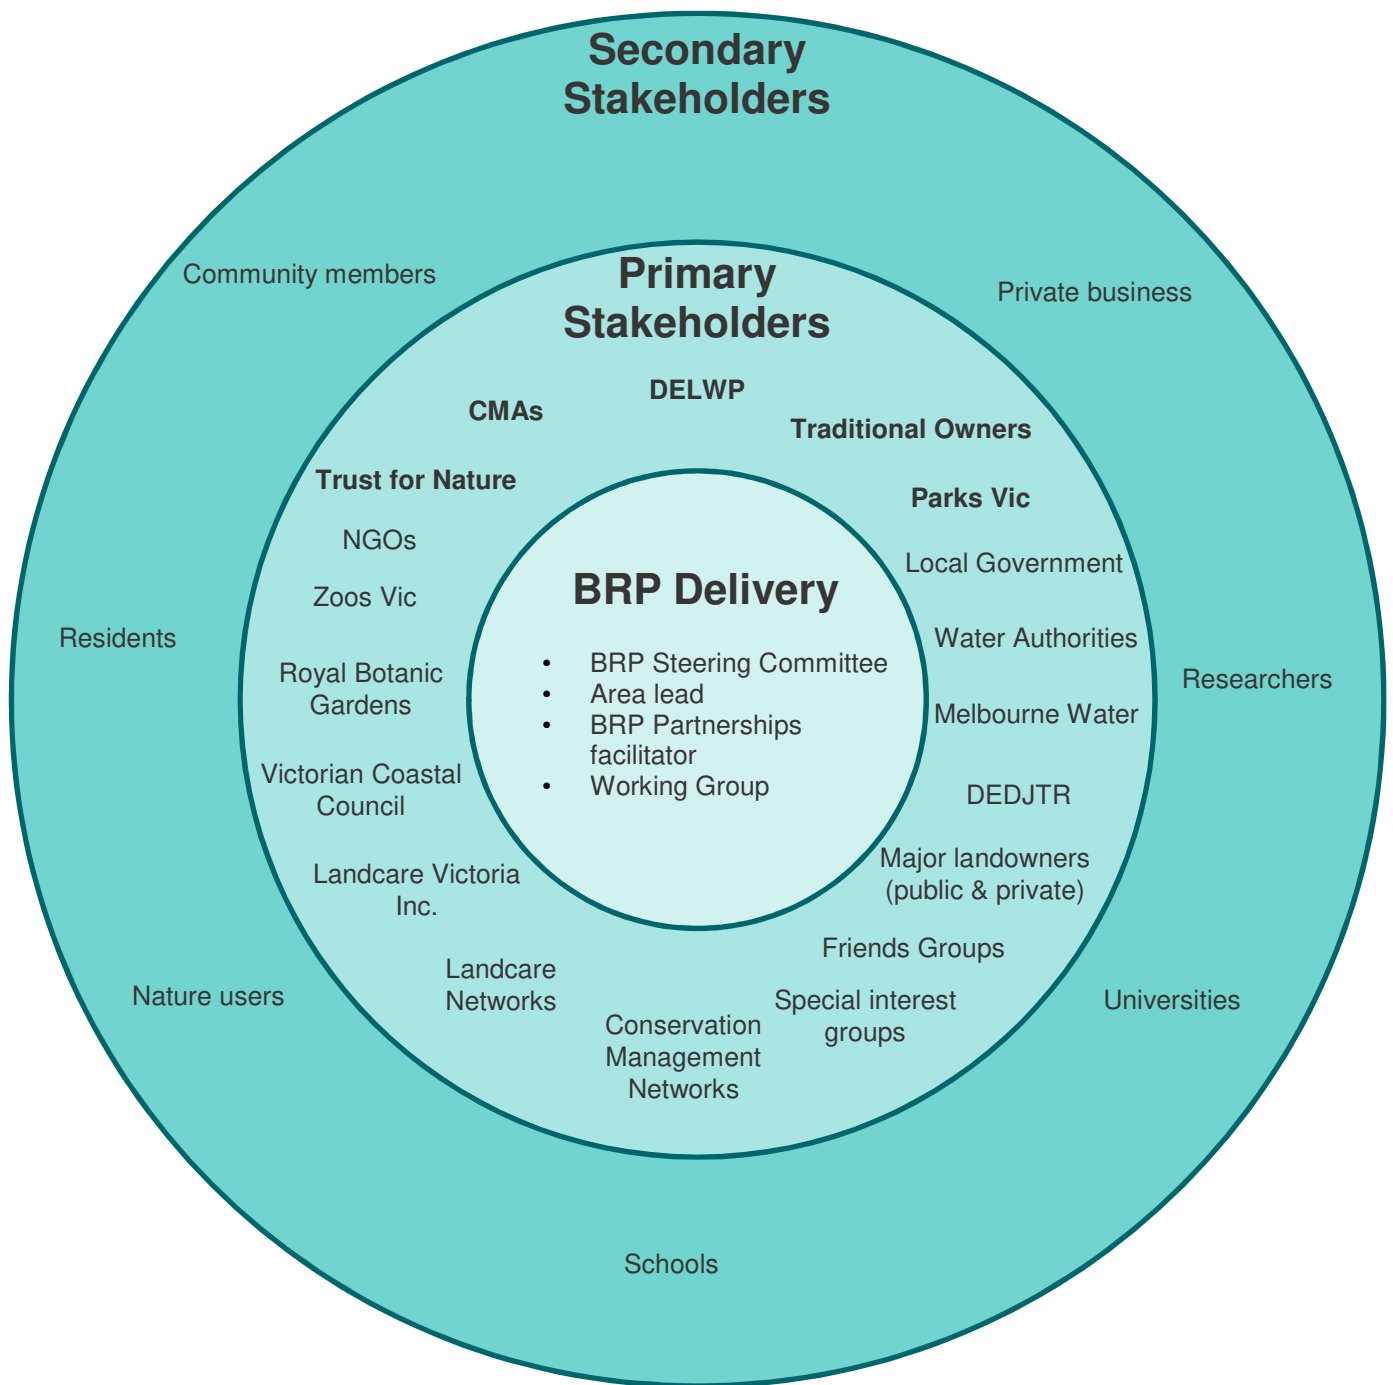 Secondary
Stakeholders
Community members
Private business
Primary
Stakeholders
DELWP
CMAs
Traditional Owners
Trust for Nature
Parks Vic
NGOs
Local Government
Zoos Vic
BRP Delivery
Residents
Water Authorities
• BRP Steering Committee
• Area lead
• BRP Partnerships
facilitator
• Working Group
Royal Botanic
Gardens
Researchers
Melbourne Water
Victorian Coastal
Council
DEDJTR
Major landowners
(public & private)
Landcare Victoria
Inc.
Friends Groups
Landcare
Networks
Nature users
Special interest
groups
Universities
Conservation
Management
Networks
Schools